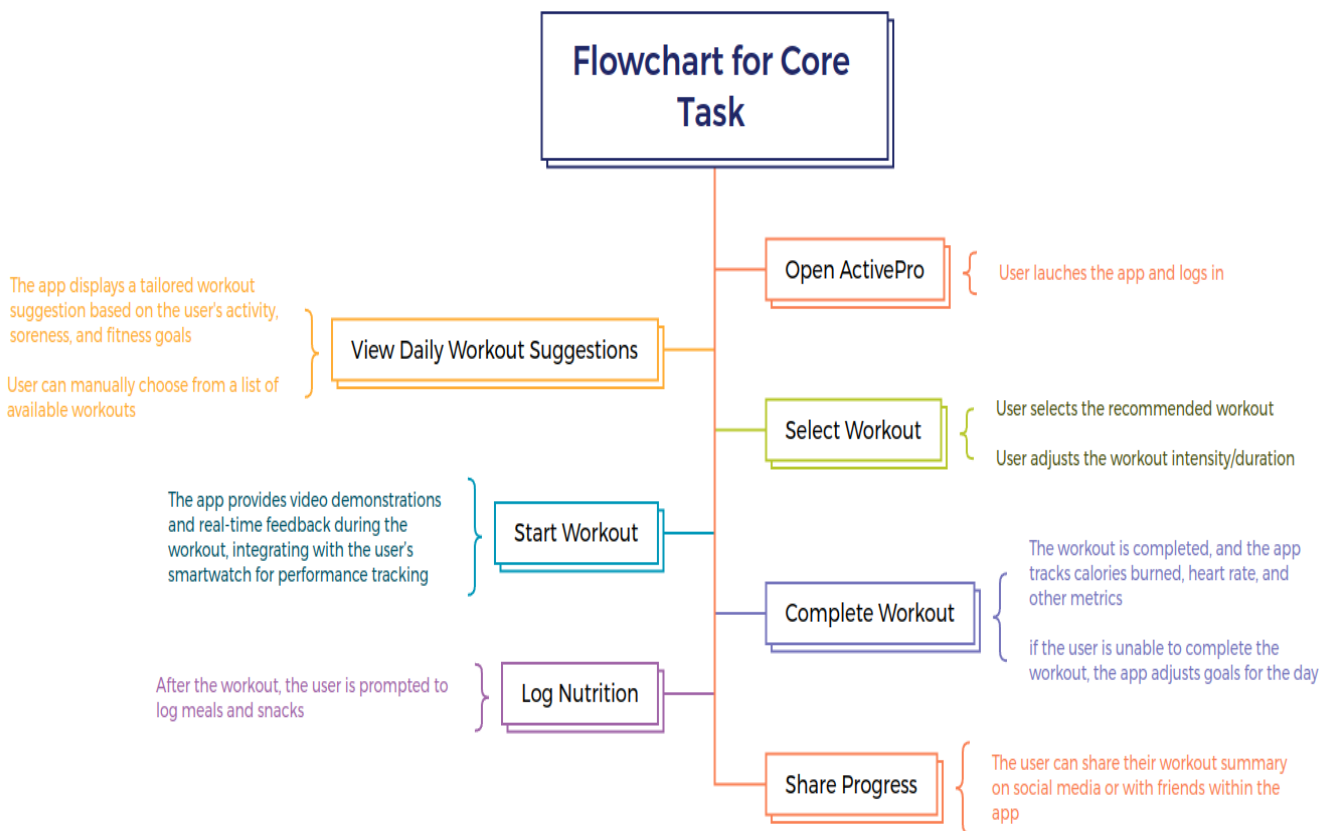 Flowchart for Core
Task
Open ActivePro
User lauches the app and logs in
The app displays a tailored workout
suggestion based on the user's activity,
soreness, and fitness goals
User can manually choose from a list of
available workouts
View Daily Workout Suggestions
Select Workout
User selects the recommended workout
User adjusts the workout intensity/duration
The app provides video demonstrations
and real-time feedback during the
workout, integrating with the user's
smartwatch for performance tracking
Start Workout
Complete Workout
The workout is completed, and the app
tracks calories burned, heart rate, and
other metrics
if the user is unable to complete the
workout, the app adjusts goals for the day
After the workout, the user is prompted to
log meals and snacks
Log Nutrition
Share Progress
The user can share their workout summary
on social media or with friends within the
app